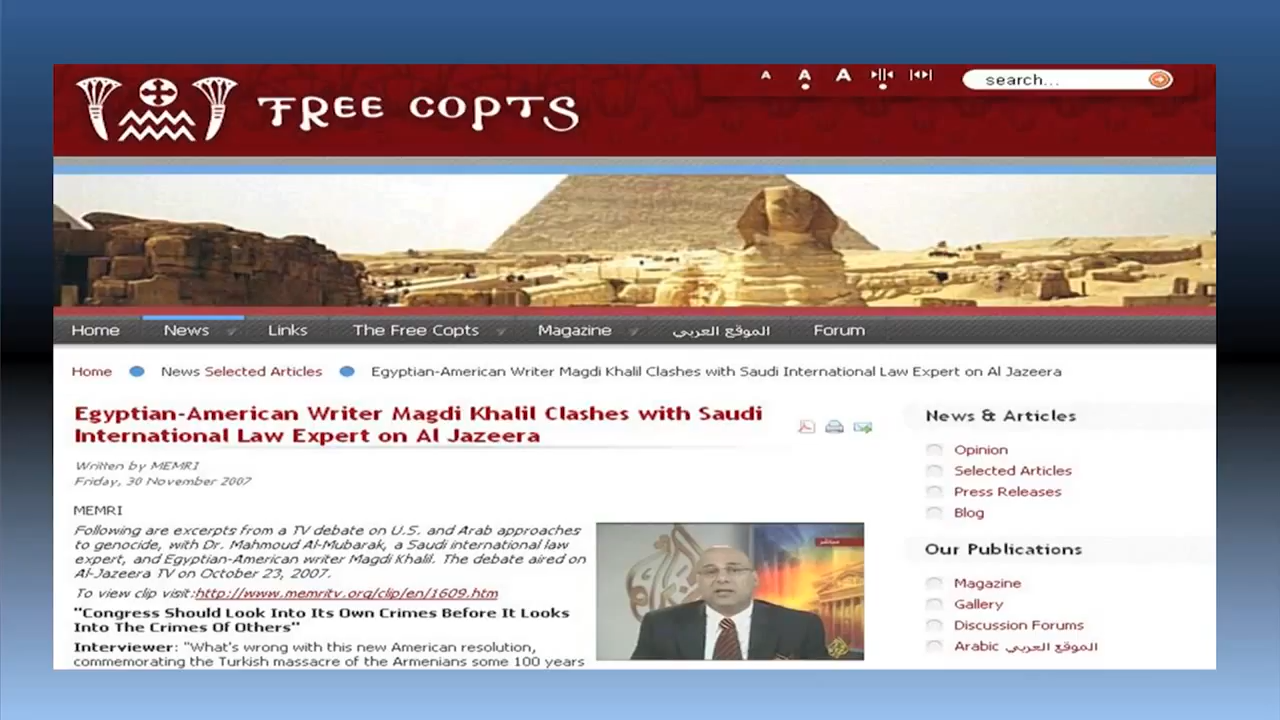 FREE COPTS
A A A
search...
Home News Links The Free Copts Magazine الموقع العربي Forum
Home News Selected Articles Egyptian-American Writer Magdi Khalil Clashes with Saudi International Law Expert on Al Jazeera
Egyptian-American Writer Magdi Khalil Clashes with Saudi
International Law Expert on Al Jazeera
Written by MEMRI
Friday, 30 November 2007
MEMRI
Following are excerpts from a TV debate on U.S. and Arab approaches
to genocide, with Dr. Mahmoud Al-Mubarak, a Saudi international law
expert, and Egyptian-American writer Magdi Khalil. The debate aired on
Al-Jazeera TV on October 23, 2007.
To view clip visit:http://www.memritv.org/clip/en/1609.htm
"Congress Should Look Into Its Own Crimes Before It Looks
Into The Crimes Of Others"
Interviewer: "What's wrong with this new American resolution,
commemorating the Turkish massacre of the Armenians some 100 years
مباشر
News & Articles
Opinion
Selected Articles
Press Releases
Blog
Our Publications
Magazine
Gallery
Discussion Forums
Arabic الموقع العربي